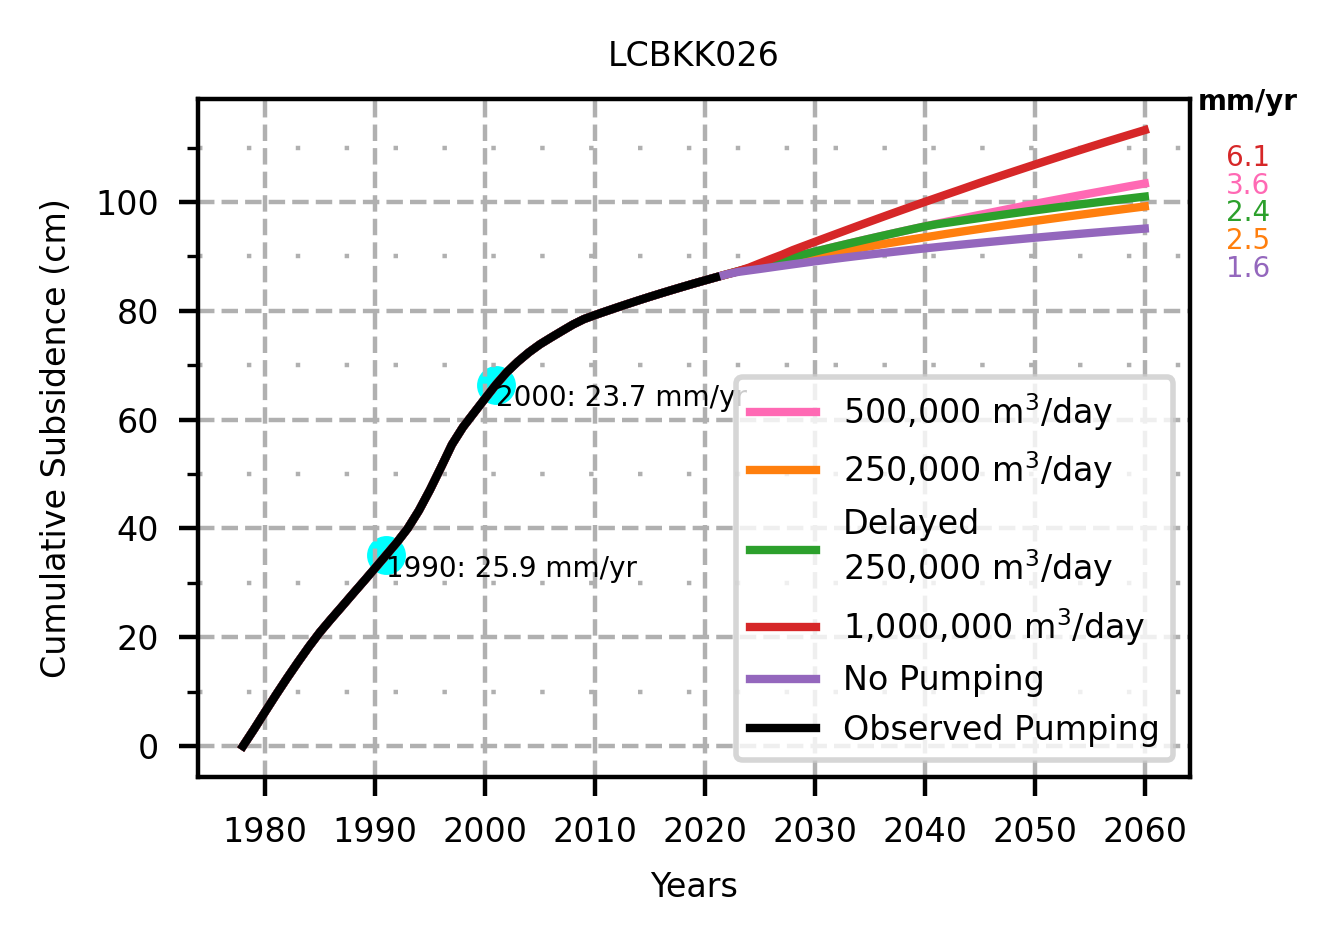 LCBKK026
mm/yr
6.1
3.6
2.4
2.5
1.6
Cumulative Subsidence (cm)
100
80
60
40
20
0
2000: 23.7 mm/yr
1990: 25.9 mm/yr
500,000 m³/day
250,000 m³/day
Delayed
250,000 m³/day
1,000,000 m³/day
No Pumping
Observed Pumping
1980 1990 2000 2010 2020 2030 2040 2050 2060
Years